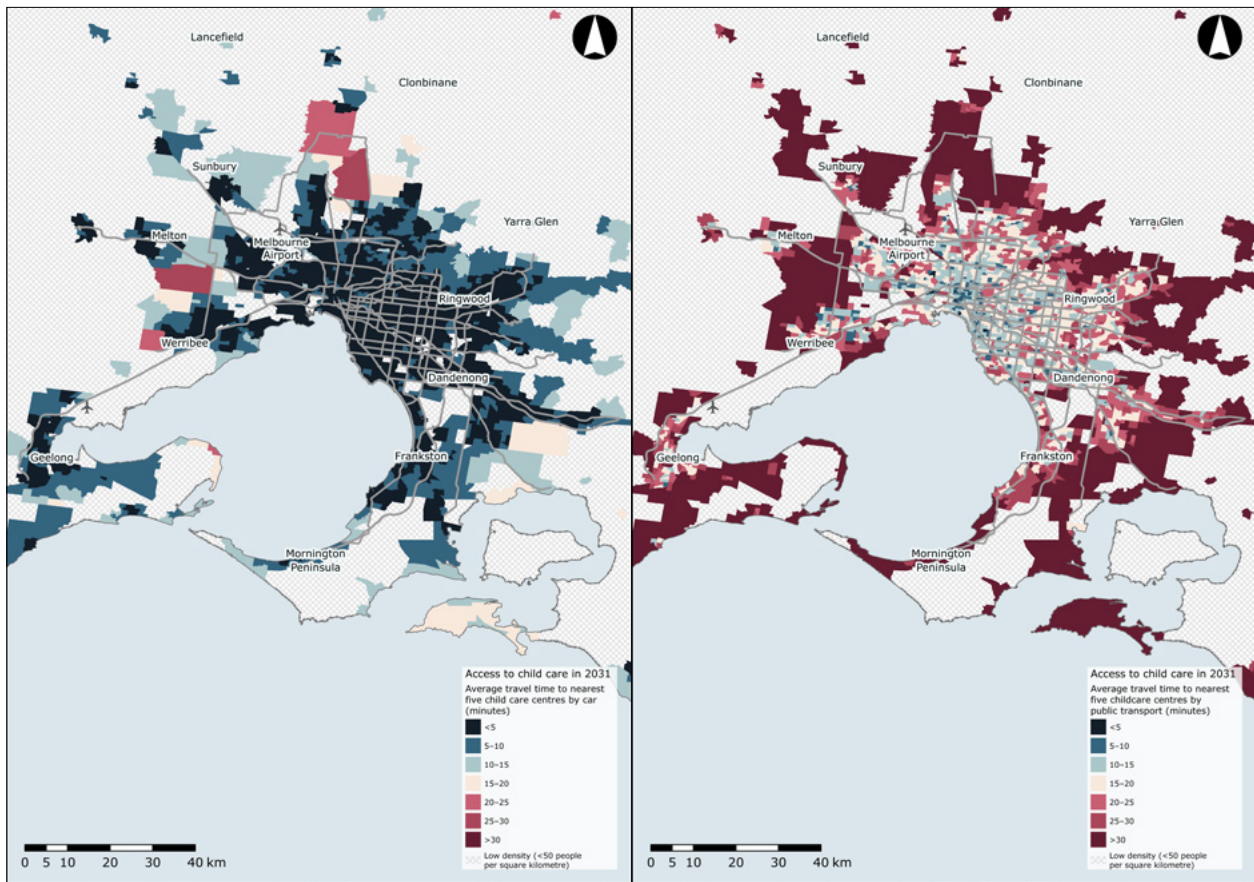 Lancefield
Clonbinane
Sunbury
Yarra Glen
Melton
Melbourne
Airport
Ringwood
Werribee
Dandenong
Geelong
Frankston
Mornington
Peninsula
Access to child care in 2031
Average travel time to nearest
five child care centres by car
(minutes)
<5
5–10
10–15
15–20
20–25
25–30
>30
Low density (<50 people
per square kilometre)
0 5 10 20 30 40 km
Lancefield
Clonbinane
Sunbury
Yarra Glen
Melton
Melbourne
Airport
Ringwood
Werribee
Dandenong
Geelong
Frankston
Mornington
Peninsula
Access to child care in 2031
Average travel time to nearest
five childcare centres by
public transport (minutes)
<5
5–10
10–15
15–20
20–25
25–30
>30
Low density (<50 people
per square kilometre)
0 5 10 20 30 40 km